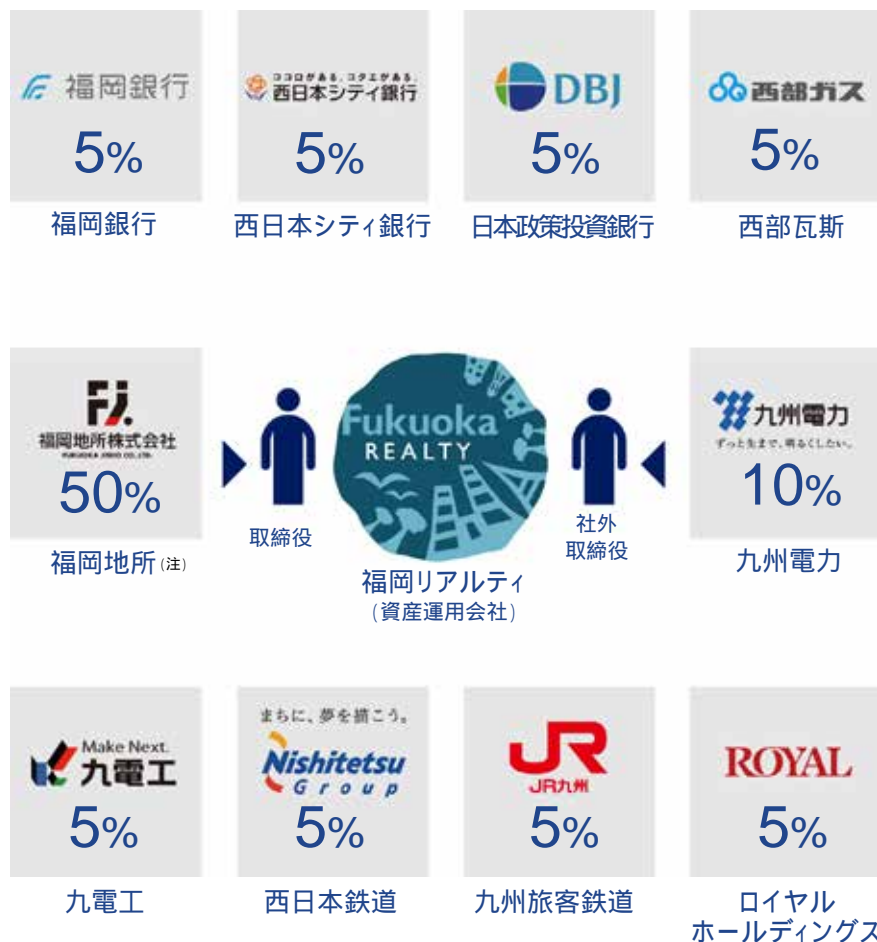 福岡銀行
5%
福岡銀行
ココロがある。コタエがある。
西日本シティ銀行
5%
西日本シティ銀行
DBJ
5%
日本政策投資銀行
西部ガス
5%
西部瓦斯
福岡地所株式会社
FUKUOKA JISHO CO.,LTD.
50%
福岡地所(注)
取締役
Fukuoka
REALTY
福岡リアルティ
(資産運用会社)
社外
取締役
九州電力
ずっと先まで、明るくしたい。
10%
九州電力
Make Next.
九電工
5%
九電工
まちに、夢を描こう。
Nishitetsu
Group
5%
西日本鉄道
JR
JR九州
5%
九州旅客鉄道
ROYAL
5%
ロイヤル
ホールディングス